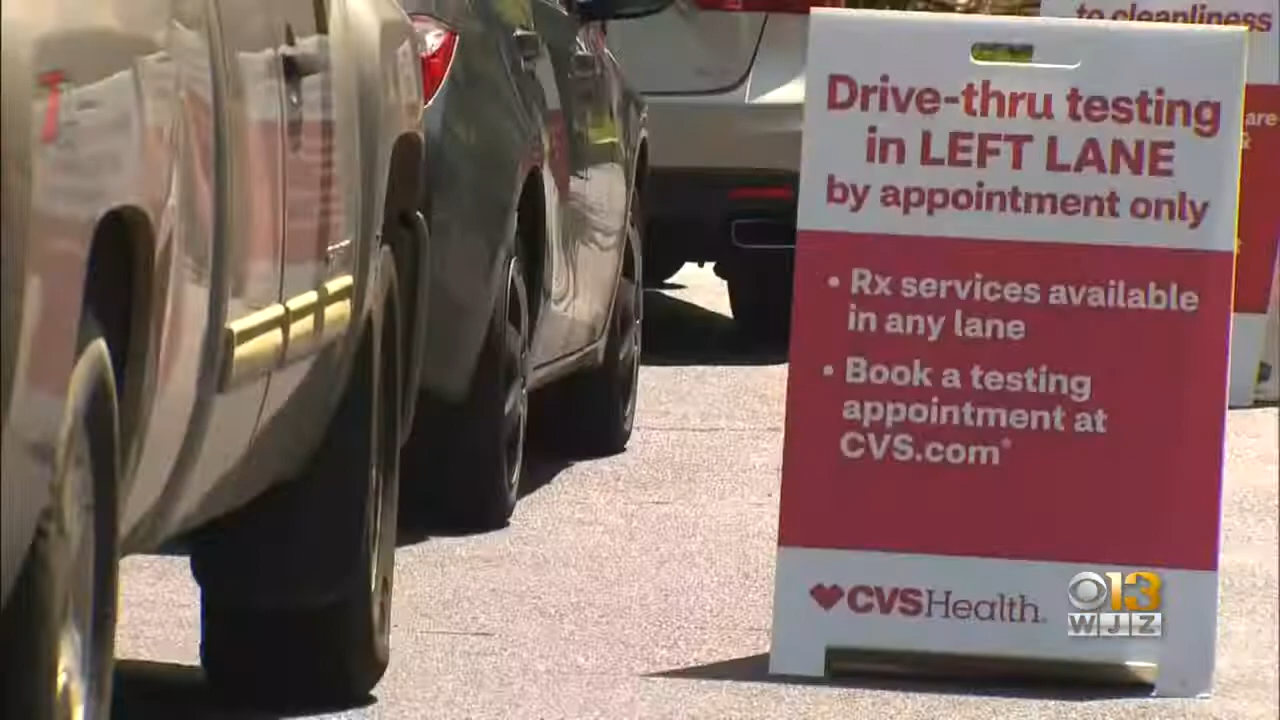 to cleanliness
Drive-thru testing
in LEFT LANE
by appointment only
• Rx services available
in any lane
• Book a testing
appointment at
CVS.com*
CVSHealth.
are
13
WJZ